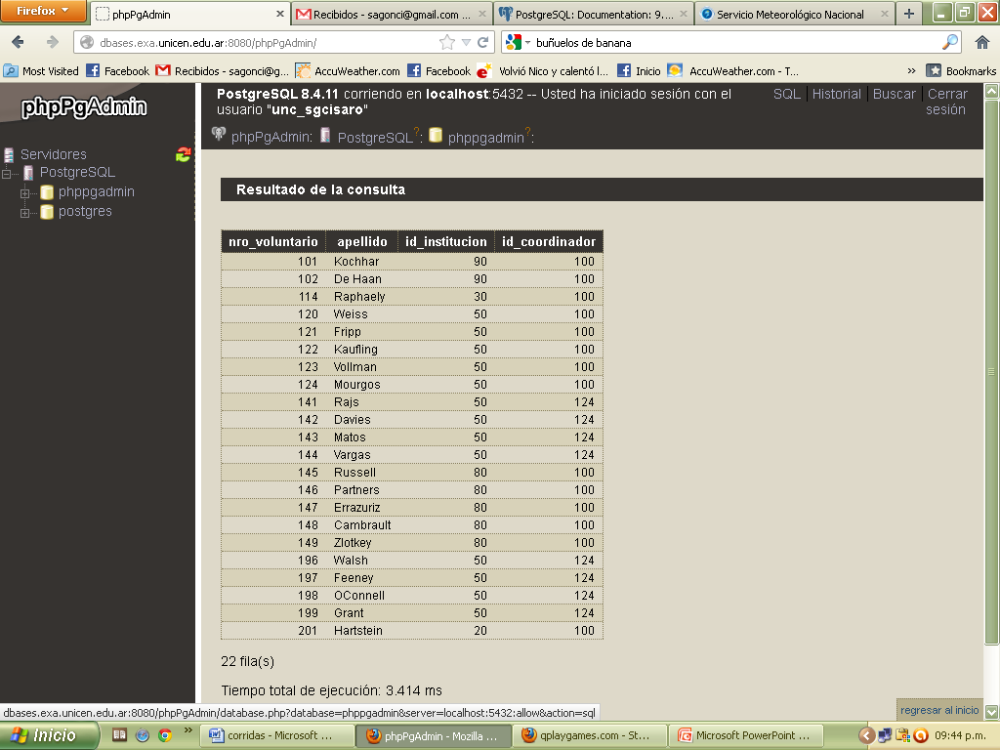 Firefox
phpPgAdmin
Recibidos - sagonci@gmail.com ...
PostgreSQL: Documentation: 9....
Servicio Meteorológico Nacional
dbases.exa.unicen.edu.ar:8080/phpPgAdmin/
buñuelos de banana
Most Visited
Facebook
Recibidos - sagonci@g...
AccuWeather.com
Facebook
Volvió Nico y calentó l...
Inicio
AccuWeather.com - T...
»
Bookmarks
phpPgAdmin
Servidores
PostgreSQL
phppgadmin
postgres
PostgreSQL 8.4.11 corriendo en localhost:5432 -- Usted ha iniciado sesión con el
usuario "unc_sgcisaro"
SQL | Historial | Buscar | Cerrar
sesión
phpPgAdmin: PostgreSQL?: phppgadmin?:
Resultado de la consulta
nro_voluntario apellido id_institucion id_coordinador
101 Kochhar 90 100
102 De Haan 90 100
114 Raphaely 30 100
120 Weiss 50 100
121 Fripp 50 100
122 Kaufling 50 100
123 Vollman 50 100
124 Mourgos 50 100
141 Rajs 50 124
142 Davies 50 124
143 Matos 50 124
144 Vargas 50 124
145 Russell 80 100
146 Partners 80 100
147 Errazuriz 80 100
148 Cambrault 80 100
149 Zlotkey 80 100
196 Walsh 50 124
197 Feeney 50 124
198 OConnell 50 124
199 Grant 50 124
201 Hartstein 20 100
22 fila(s)
Tiempo total de ejecución: 3.414 ms
dbases.exa.unicen.edu.ar:8080/phpPgAdmin/database.php?database=phppgadmin&server=localhost:5432:allow&action=sql
regresar al inicio
Inicio
»
corridas - Microsoft ...
phpPgAdmin - Mozilla ...
qplaygames.com - St...
Microsoft PowerPoint ...
09:44 p.m.